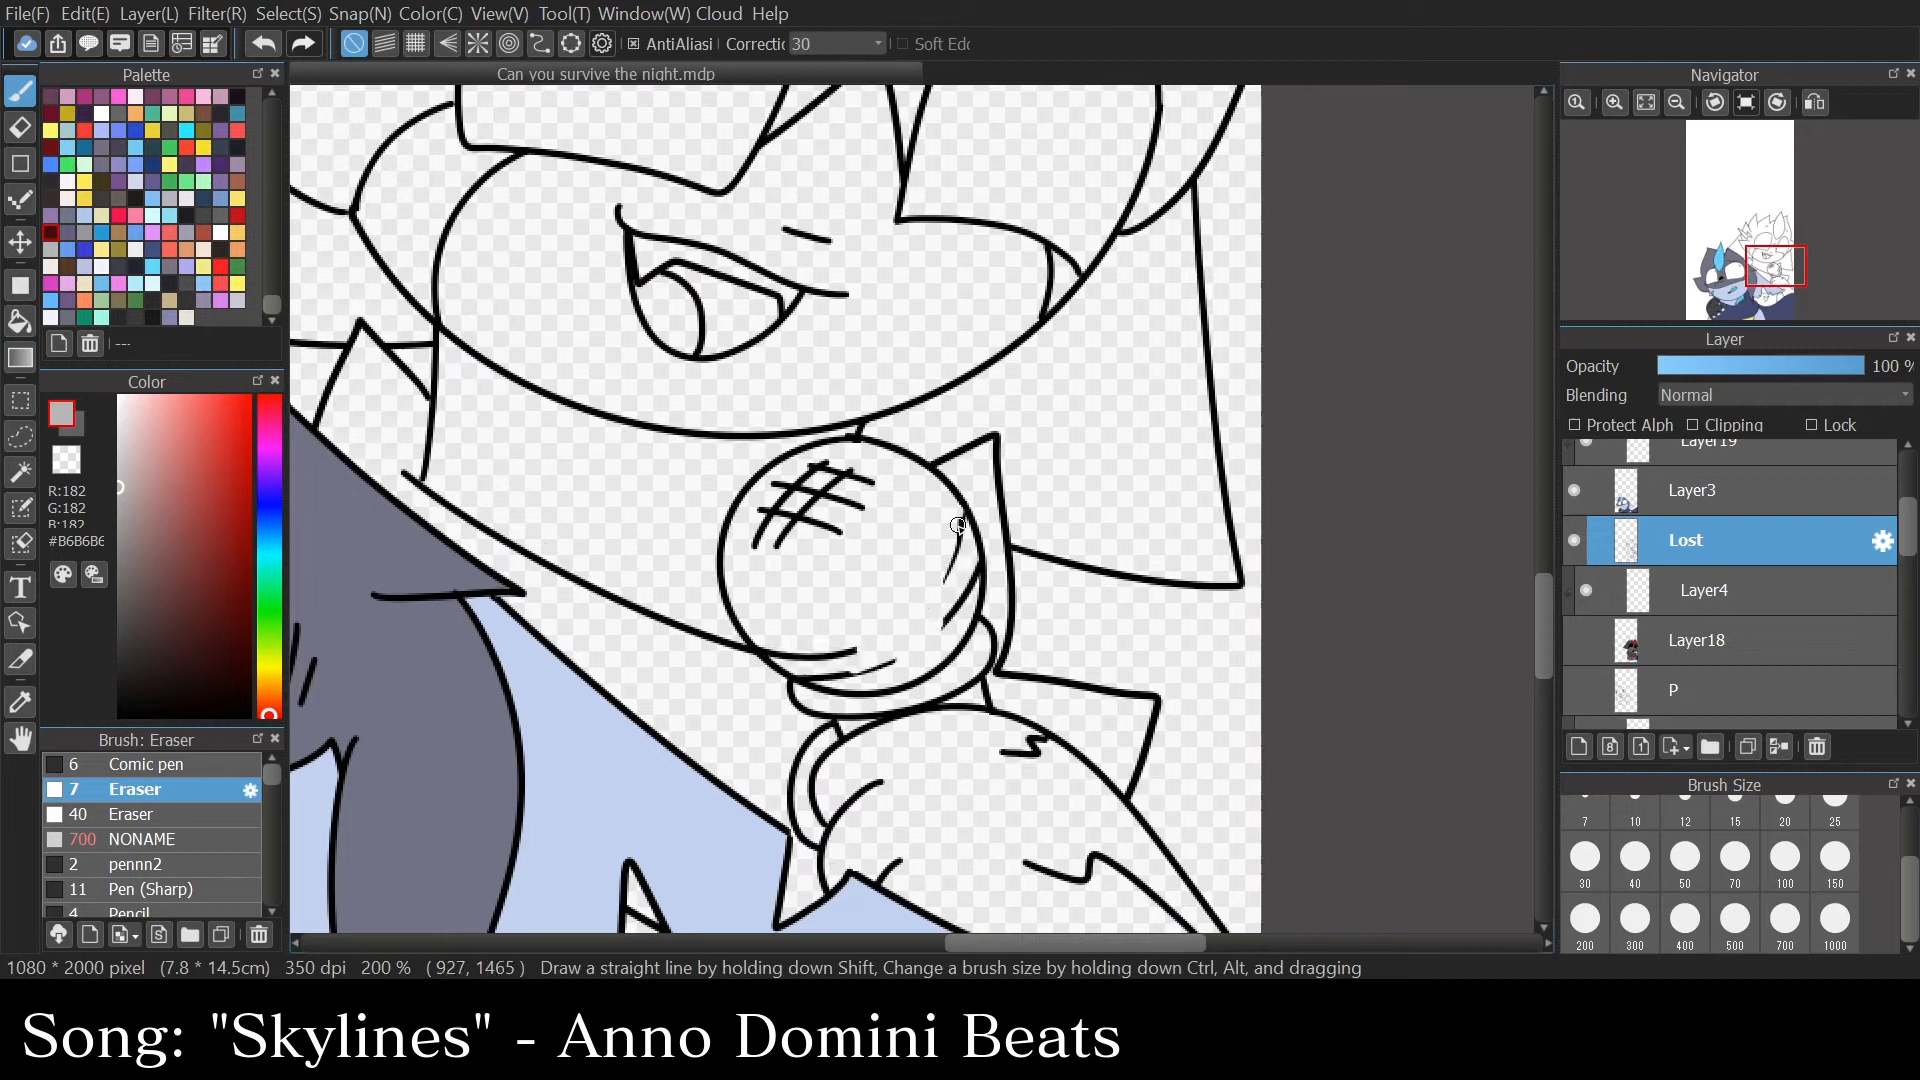 File(F) Edit(E) Layer(L) Filter(R) Select(S) Snap(N) Color(C) View(V) Tool(T) Window(W) Cloud Help
AntiAliasi Correctic 30 Soft Edc
Palette
Can you survive the night.mdp
Navigator
---
Layer
Opacity 100 %
Blending Normal
Protect Alph Clipping Lock
Color
Layer19
Layer3
R:182
G:182
B:182
#B6B6B6
Lost
Layer4
Layer18
P
Brush: Eraser
6 Comic pen
7 Eraser
40 Eraser
700 NONAME
2 pennn2
11 Pen (Sharp)
4 Pencil
Brush Size
7 10 12 15 20 25
30 40 50 70 100 150
200 300 400 500 700 1000
1080 * 2000 pixel (7.8 * 14.5cm) 350 dpi 200 % ( 927, 1465 ) Draw a straight line by holding down Shift, Change a brush size by holding down Ctrl, Alt, and dragging
Song: "Skylines" - Anno Domini Beats